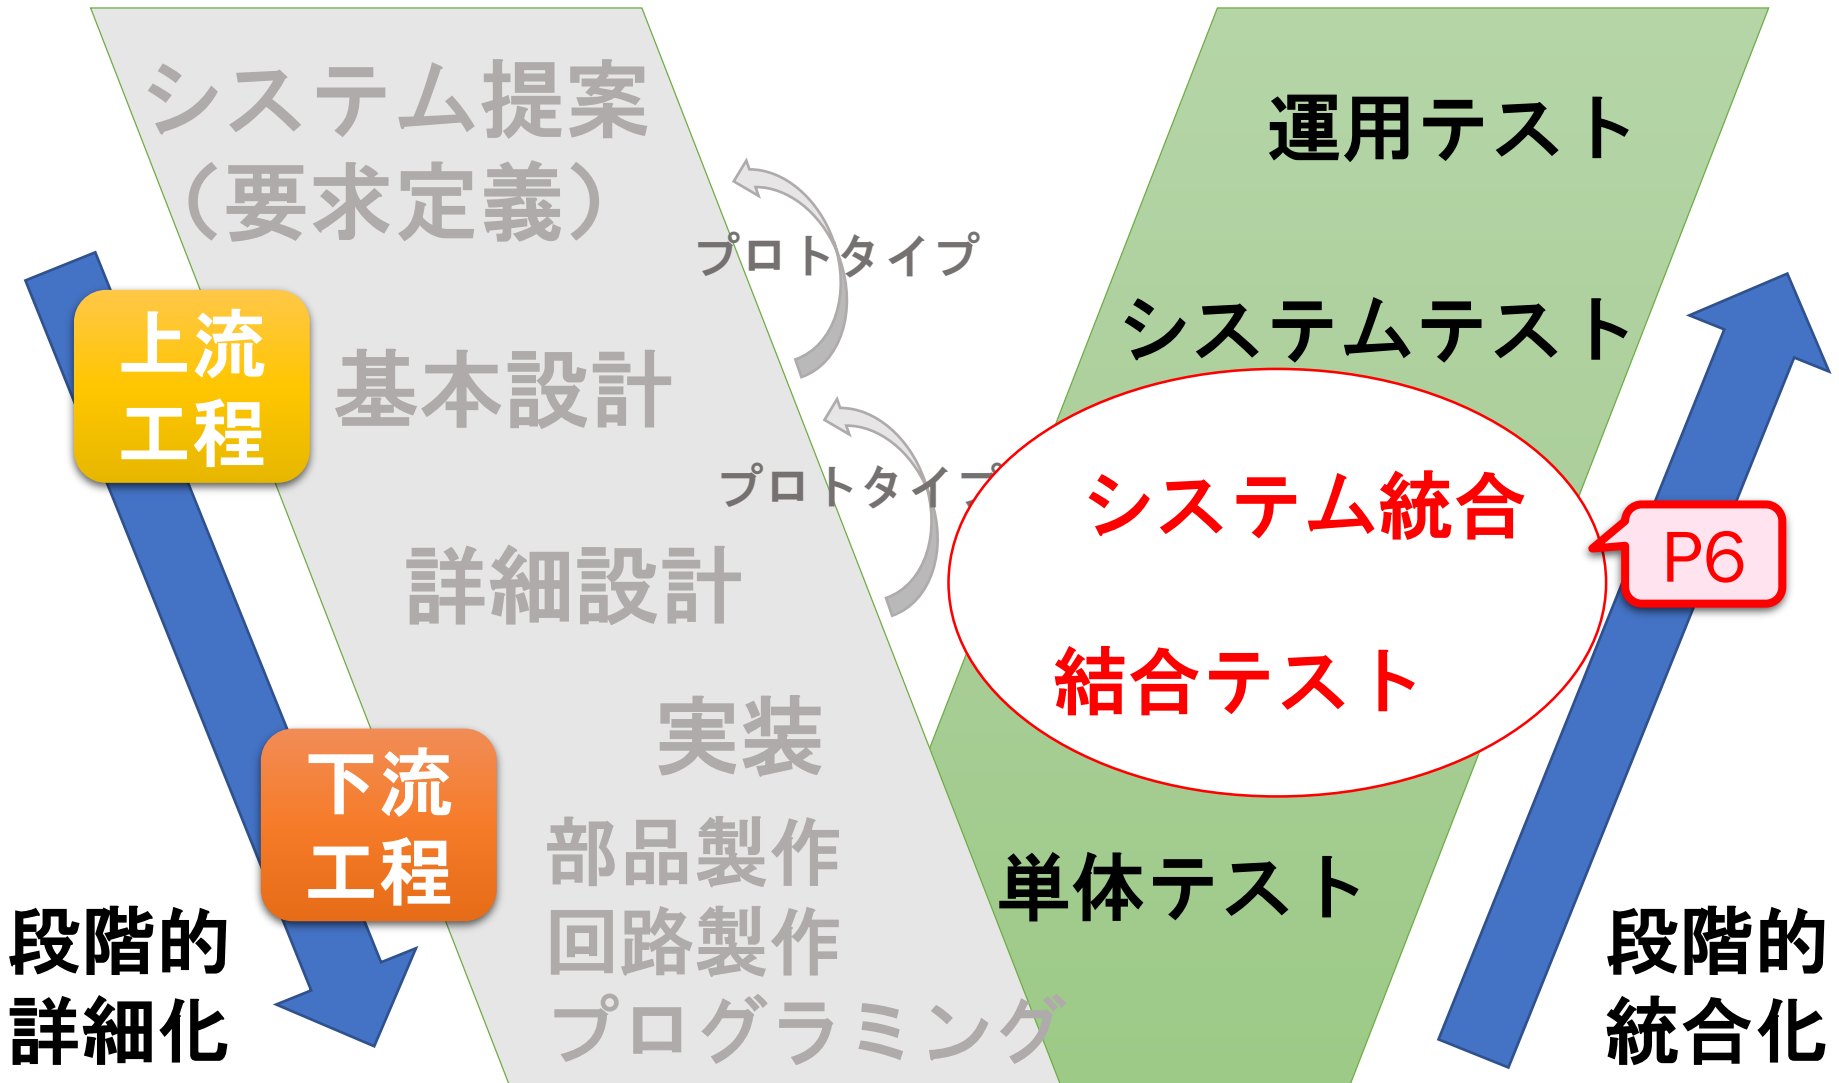 システム提案
（要求定義）
プロトタイプ
上流
工程
基本設計
プロトタイプ
詳細設計
実装
下流
工程
部品製作
回路製作
プログラミング
段階的
詳細化
運用テスト
システムテスト
システム統合
P6
結合テスト
単体テスト
段階的
統合化